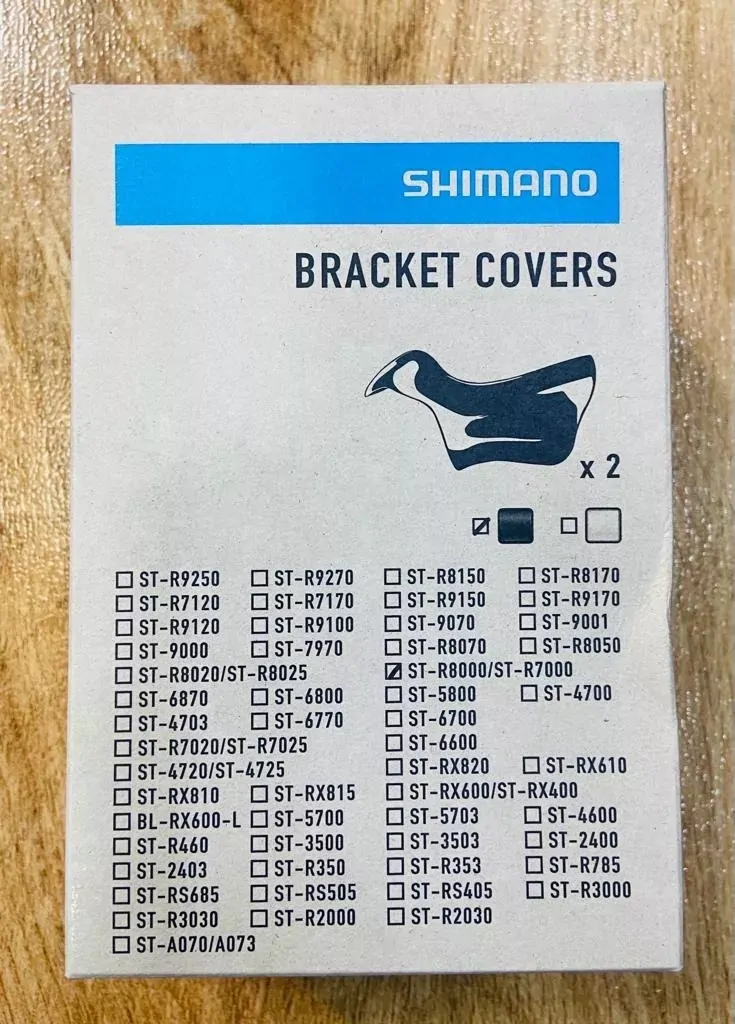 SHIMANO
BRACKET COVERS
x 2
ST-R9250 ST-R9270 ST-R8150 ST-R8170
ST-R7120 ST-R7170 ST-R9150 ST-R9170
ST-R9120 ST-R9100 ST-9070 ST-9001
ST-9000 ST-7970 ST-R8070 ST-R8050
ST-R8020/ST-R8025 ST-R8000/ST-R7000
ST-6870 ST-6800 ST-5800 ST-4700
ST-4703 ST-6770 ST-6700
ST-R7020/ST-R7025 ST-6600
ST-4720/ST-4725 ST-RX820 ST-RX610
ST-RX810 ST-RX815 ST-RX600/ST-RX400
BL-RX600-L ST-5700 ST-5703 ST-4600
ST-R460 ST-3500 ST-3503 ST-2400
ST-2403 ST-R350 ST-R353 ST-R785
ST-RS685 ST-RS505 ST-RS405 ST-R3000
ST-R3030 ST-R2000 ST-R2030
ST-A070/A073